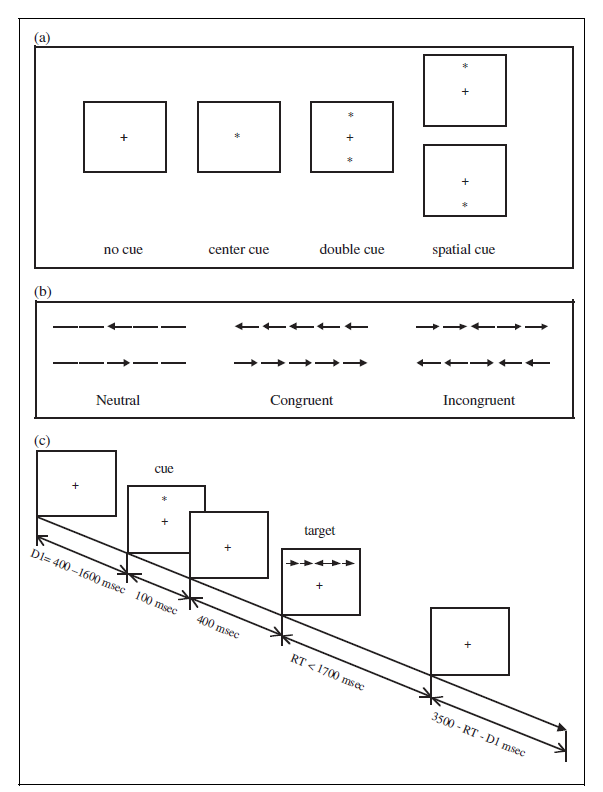 (a)
*
+
+
*
*
+
*
+
*
no cue center cue double cue spatial cue
(b)
Neutral Congruent Incongruent
(c)
+
cue
*
+
+
target
+
+
D1= 400 –1600 msec
100 msec
400 msec
RT < 1700 msec
3500 - RT - D1 msec